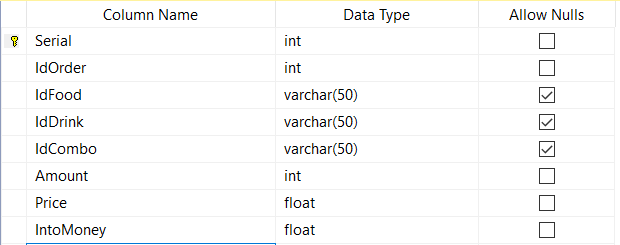 Column Name Data Type Allow Nulls
Serial int
IdOrder int
IdFood varchar(50)
IdDrink varchar(50)
IdCombo varchar(50)
Amount int
Price float
IntoMoney float